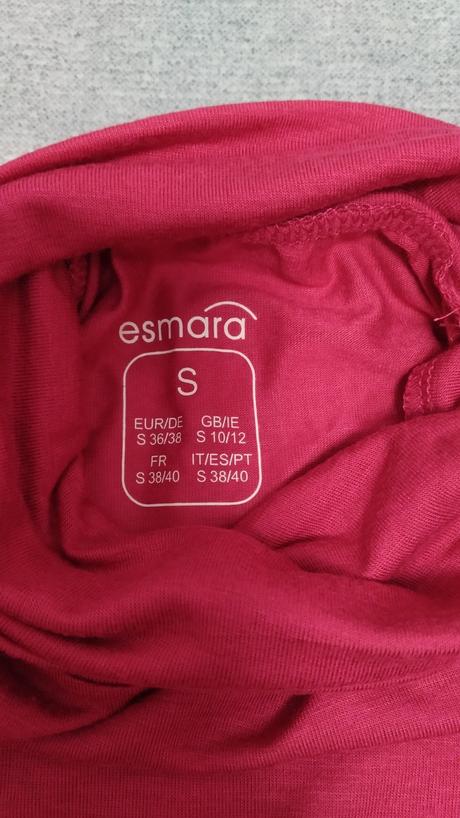 esmara
S
EUR/DE GB/IE
S 36/38 S 10/12
FR IT/ES/PT
S 38/40 S 38/40